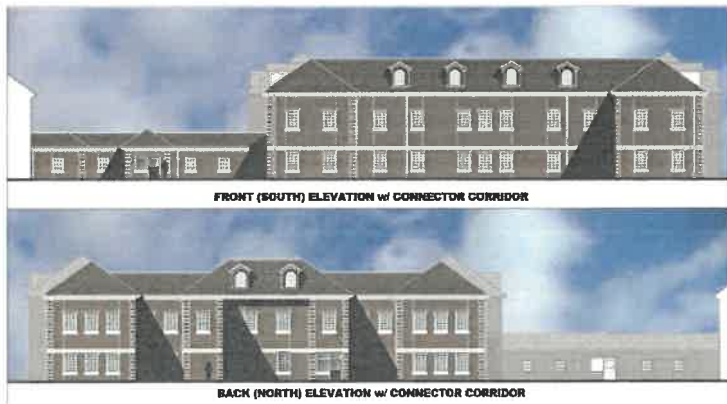 FRONT (SOUTH) ELEVATION w/ CONNECTOR CORRIDOR
BACK (NORTH) ELEVATION w/ CONNECTOR CORRIDOR